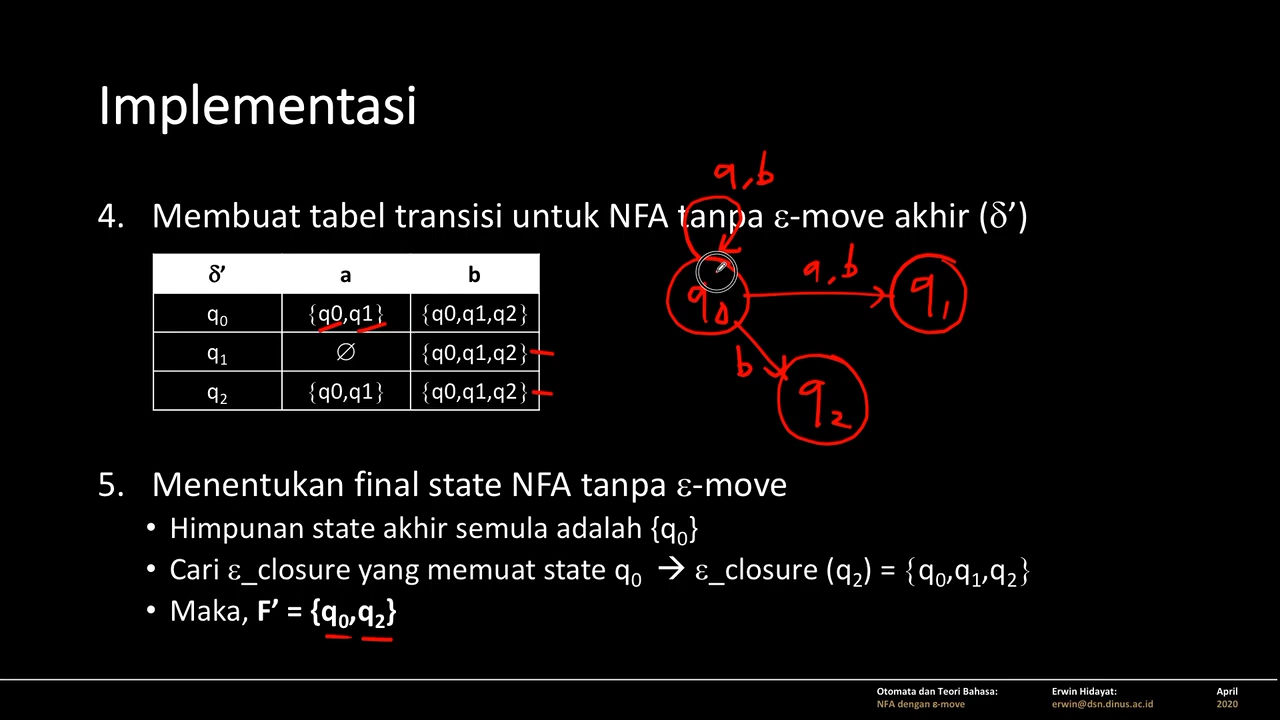 Implementasi
a,b
4. Membuat tabel transisi untuk NFA tanpa ε-move akhir (δ’)
δ’ a b
q0 {q0,q1} {q0,q1,q2}
q1 ∅ {q0,q1,q2}
q2 {q0,q1} {q0,q1,q2}
a,b
q0 q1
b
q2
5. Menentukan final state NFA tanpa ε-move
• Himpunan state akhir semula adalah {q0}
• Cari ε_closure yang memuat state q0 → ε_closure (q2) = {q0,q1,q2}
• Maka, F’ = {q0,q2}
Otomata dan Teori Bahasa: Erwin Hidayat: April
NFA dengan ε-move erwin@dsn.dinus.ac.id 2020